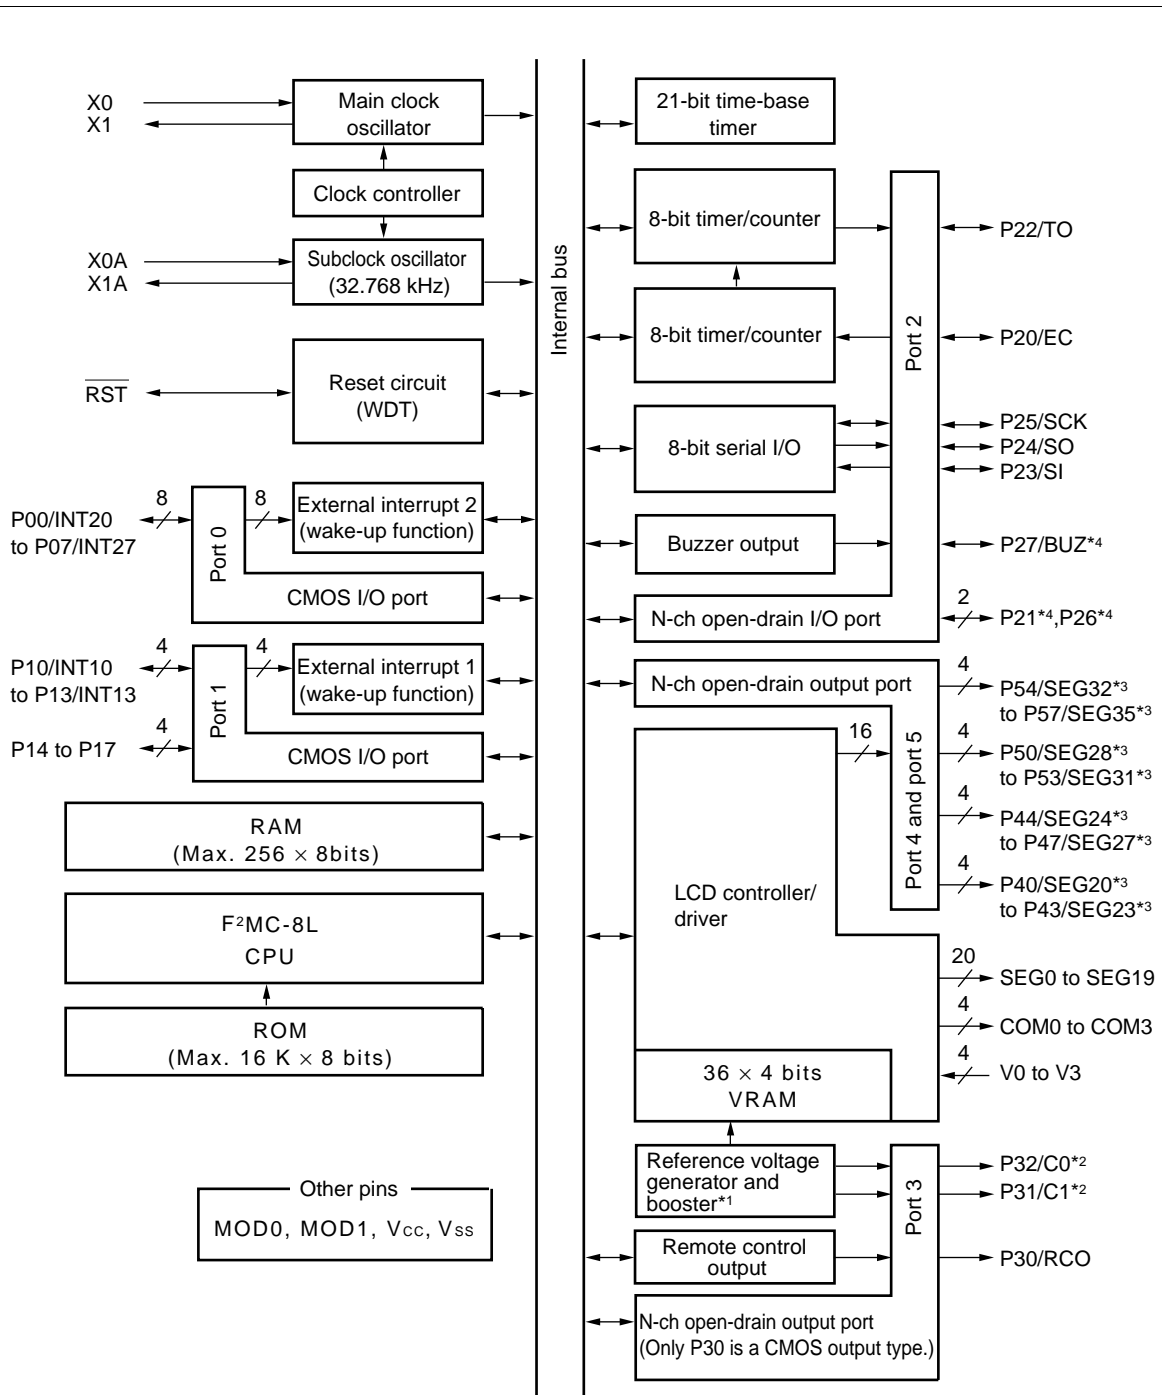 X0
X1
Main clock
oscillator
Clock controller
X0A
X1A
Subclock oscillator
(32.768 kHz)
RST
Reset circuit
(WDT)
8
8
P00/INT20
to P07/INT27
Port 0
External interrupt 2
(wake-up function)
CMOS I/O port
4
4
P10/INT10
to P13/INT13
Port 1
External interrupt 1
(wake-up function)
4
P14 to P17
CMOS I/O port
RAM
(Max. 256 × 8bits)
F²MC-8L
CPU
ROM
(Max. 16 K × 8 bits)
Other pins
MOD0, MOD1, Vcc, Vss
Internal bus
21-bit time-base
timer
8-bit timer/counter
P22/TO
8-bit timer/counter
Port 2
P20/EC
8-bit serial I/O
P25/SCK
P24/SO
P23/SI
Buzzer output
P27/BUZ*4
N-ch open-drain I/O port
2
P21*4,P26*4
N-ch open-drain output port
4
P54/SEG32*3
to P57/SEG35*3
16
Port 4 and port 5
4
P50/SEG28*3
to P53/SEG31*3
4
P44/SEG24*3
to P47/SEG27*3
4
P40/SEG20*3
to P43/SEG23*3
LCD controller/
driver
20
SEG0 to SEG19
4
COM0 to COM3
4
V0 to V3
36 × 4 bits
VRAM
Reference voltage
generator and
booster*1
Port 3
P32/C0*2
P31/C1*2
Remote control
output
P30/RCO
N-ch open-drain output port
(Only P30 is a CMOS output type.)